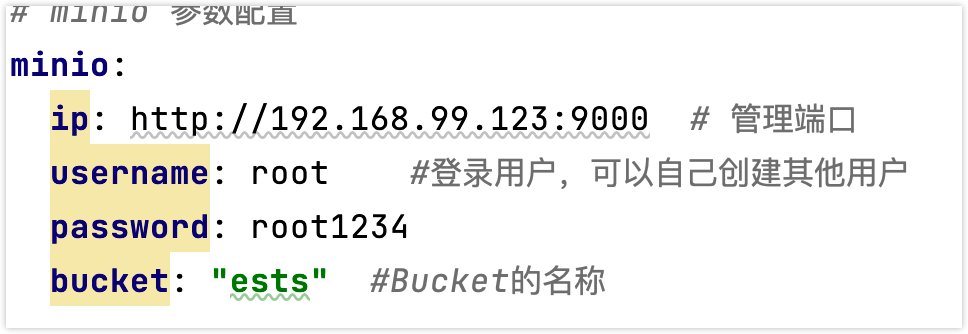 # minio 参数配置
minio:
ip: http://192.168.99.123:9000 # 管理端口
username: root #登录用户，可以自己创建其他用户
password: root1234
bucket: "ests" #Bucket的名称